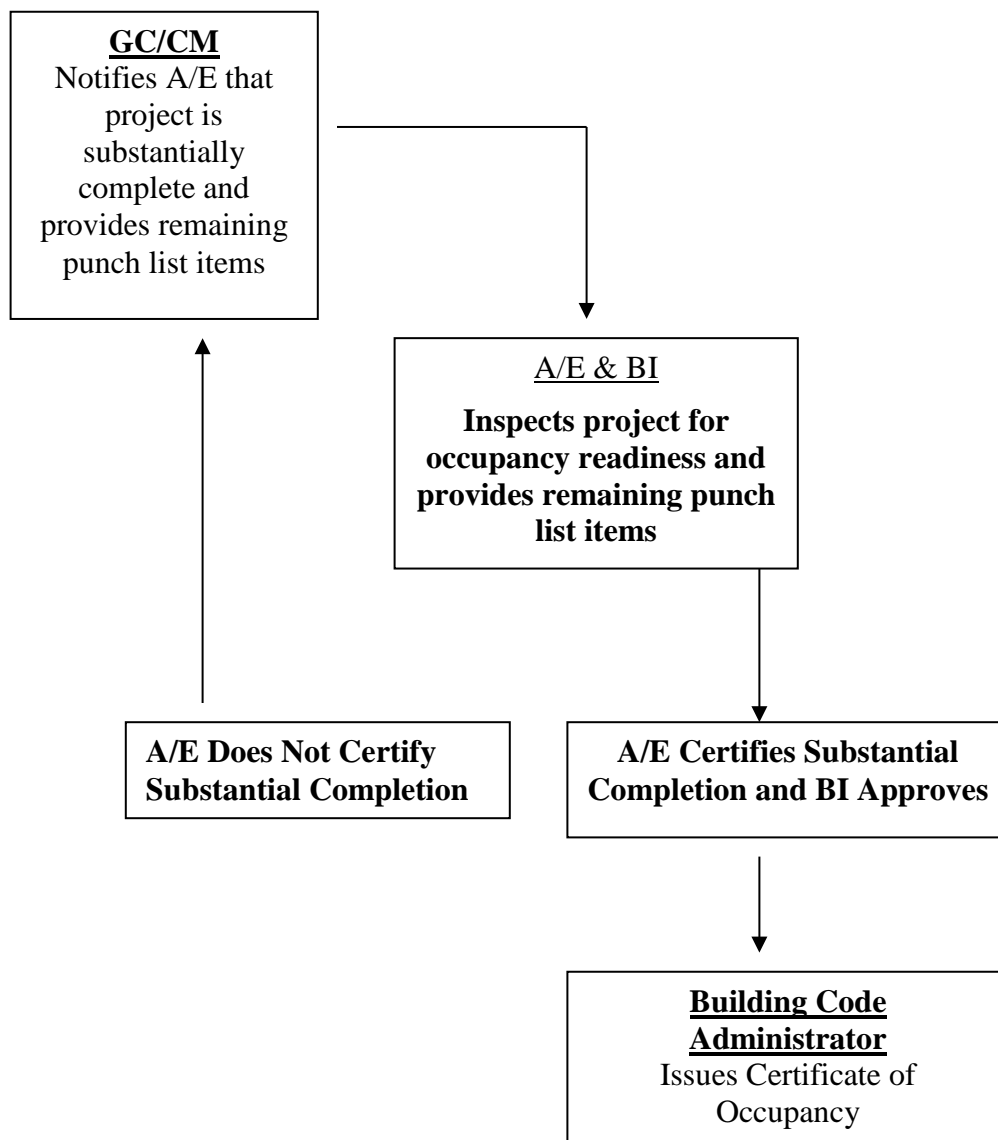 GC/CM
Notifies A/E that
project is
substantially
complete and
provides remaining
punch list items
A/E & BI
Inspects project for
occupancy readiness and
provides remaining punch
list items
A/E Does Not Certify
Substantial Completion
A/E Certifies Substantial
Completion and BI Approves
Building Code
Administrator
Issues Certificate of
Occupancy